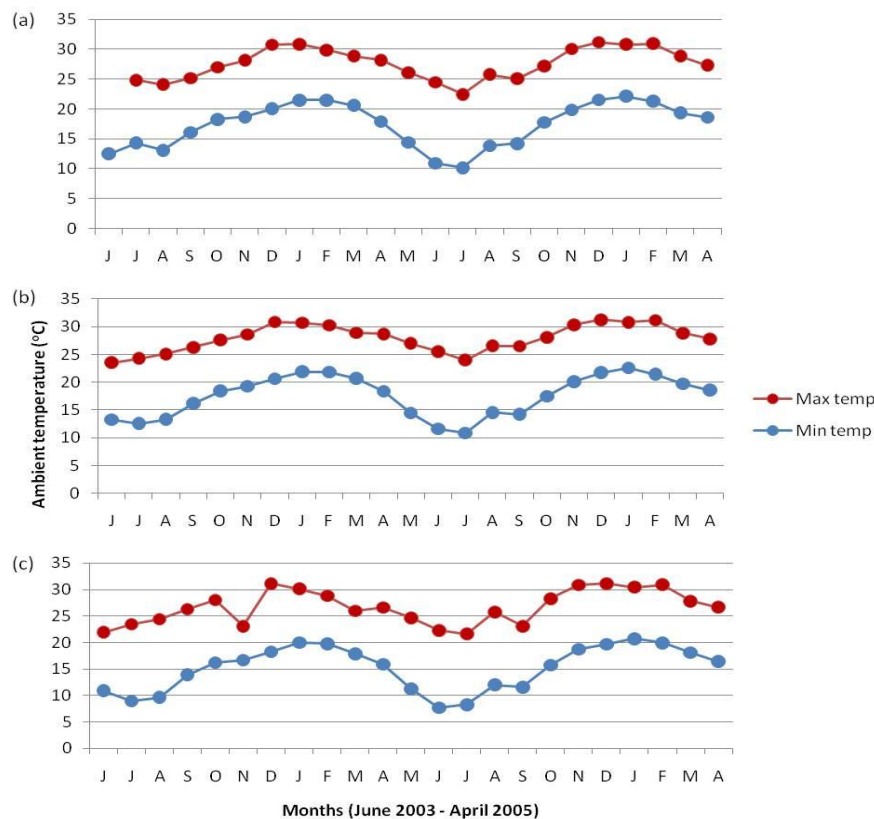 (a)
35
30
25
20
15
10
5
0
J J A S O N D J F M A M J J A S O N D J F M A
(b)
Ambient temperature (°C)
35
30
25
20
15
10
5
0
J J A S O N D J F M A M J J A S O N D J F M A
Max temp
Min temp
(c)
35
30
25
20
15
10
5
0
J J A S O N D J F M A M J J A S O N D J F M A
Months (June 2003 - April 2005)